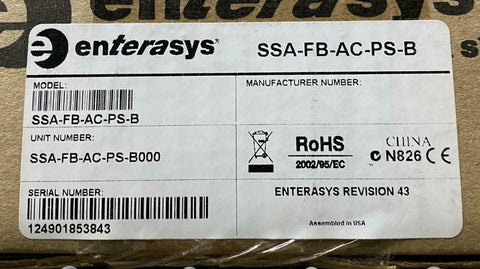 enterasys®
SSA-FB-AC-PS-B
MODEL:
SSA-FB-AC-PS-B
MANUFACTURER NUMBER:
UNIT NUMBER:
SSA-FB-AC-PS-B000
RoHS
2002/95/EC
CHINA
N826 CE
SERIAL NUMBER:
124901853843
ENTERASYS REVISION 43
Assembled in USA